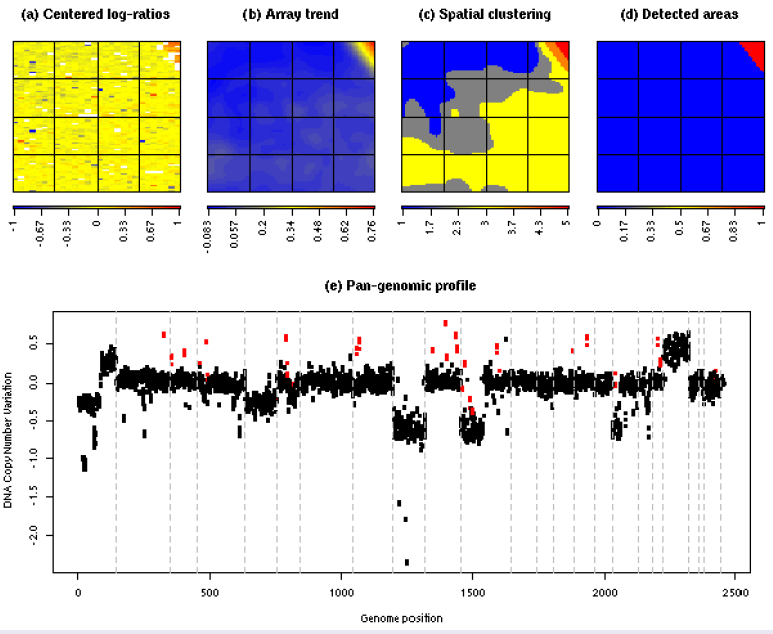 (a) Centered log-ratios
(b) Array trend
(c) Spatial clustering
(d) Detected areas
-1 -0.67 -0.33 0 0.33 0.67 1
-0.083 0.057 0.2 0.34 0.48 0.62 0.76
1 1.7 2.3 3 3.7 4.3 5
0 0.17 0.33 0.5 0.67 0.83 1
(e) Pan-genomic profile
DNA Copy Number Variation
0.5
0.0
-0.5
-1.0
-1.5
-2.0
0 500 1000 1500 2000 2500
Genome position